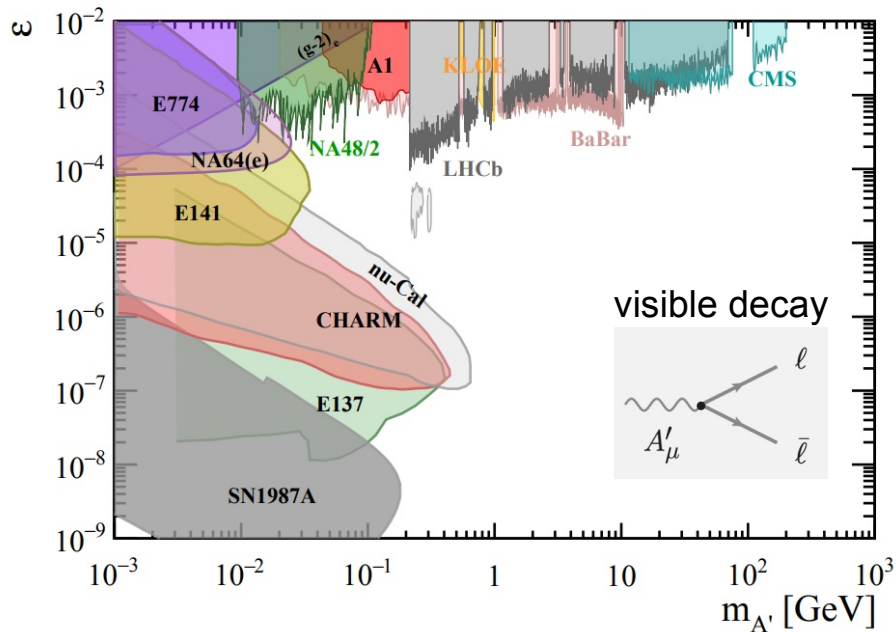 ε
10⁻²
10⁻³
10⁻⁴
10⁻⁵
10⁻⁶
10⁻⁷
10⁻⁸
10⁻⁹
(g-2)ₑ
A1
KLOE
CMS
E774
NA48/2
BaBar
NA64(e)
LHCb
E141
nu-Cal
CHARM
E137
SN1987A
visible decay
ℓ
A′μ
ℓ̄
10⁻³ 10⁻² 10⁻¹ 1 10 10² 10³
m_A' [GeV]